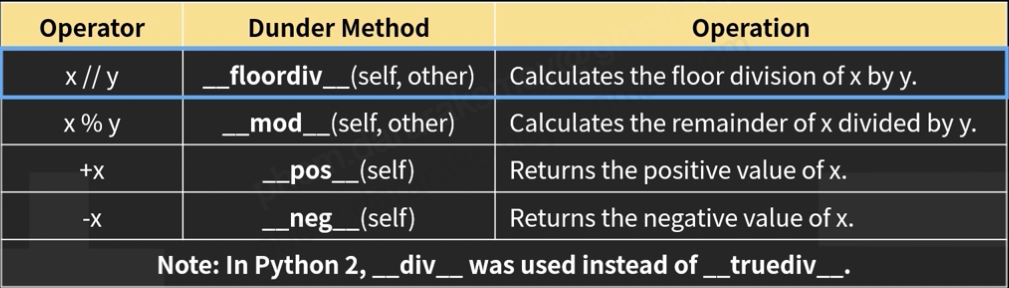 Operator Dunder Method Operation
x // y __floordiv__(self, other) Calculates the floor division of x by y.
x % y __mod__(self, other) Calculates the remainder of x divided by y.
+x __pos__(self) Returns the positive value of x.
-x __neg__(self) Returns the negative value of x.
Note: In Python 2, __div__ was used instead of __truediv__.